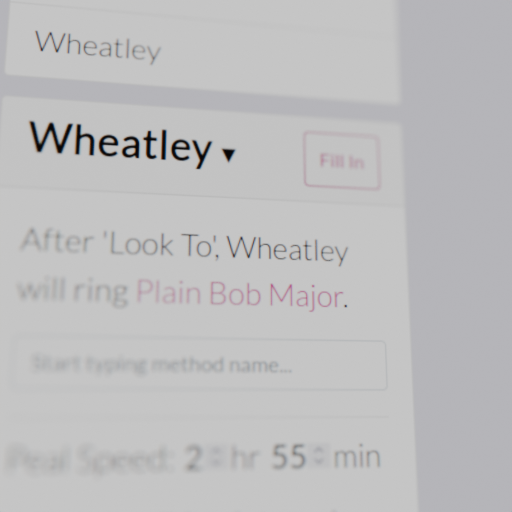 Wheatley
Wheatley ▾
Fill In
After 'Look To', Wheatley
will ring Plain Bob Major.
Start typing method name...
Peal Speed: 2 hr 55 min